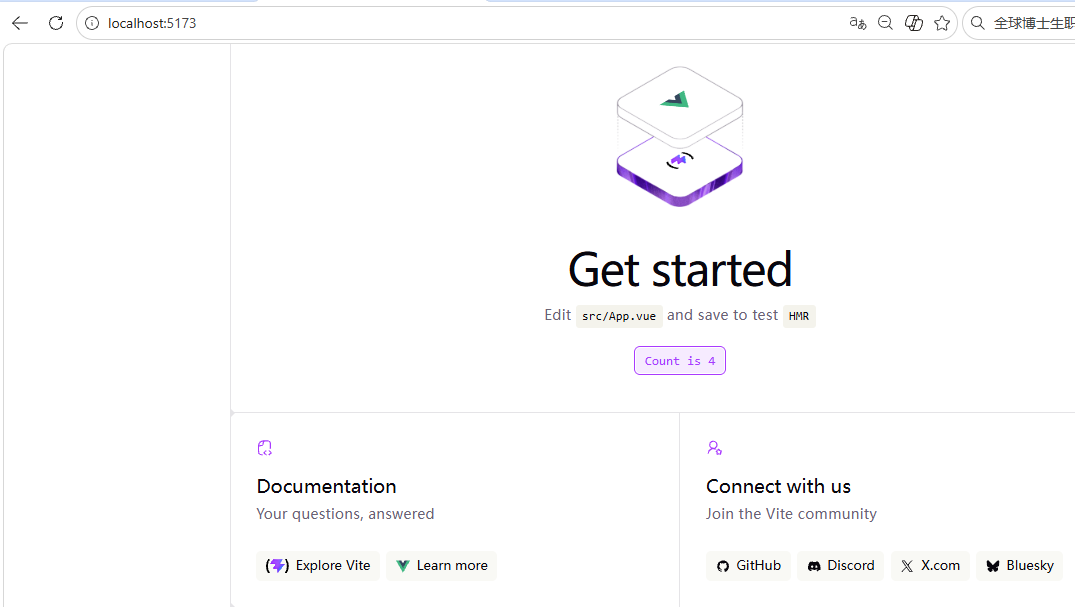 localhost:5173
全球博士生职
Get started
Edit src/App.vue and save to test HMR
Count is 4
Documentation
Your questions, answered
Explore Vite
Learn more
Connect with us
Join the Vite community
GitHub
Discord
X.com
Bluesky